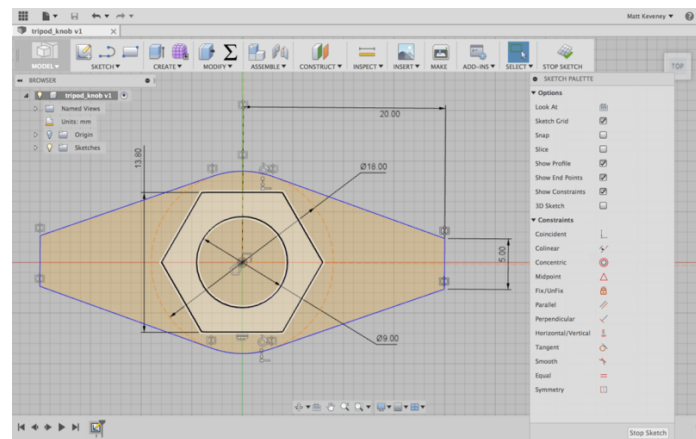 Matt Keveney
tripod_knob v1
MODEL
SKETCH
CREATE
MODIFY
ASSEMBLE
CONSTRUCT
INSPECT
INSERT
MAKE
ADD-INS
SELECT
STOP SKETCH
TOP
BROWSER
tripod_knob v1
Named Views
Units: mm
Origin
Sketches
20.00
13.80
Ø18.00
5.00
Ø9.00
SKETCH PALETTE
Options
Look At
Sketch Grid
Snap
Slice
Show Profile
Show End Points
Show Constraints
3D Sketch
Constraints
Coincident
Colinear
Concentric
Midpoint
Fix/UnFix
Parallel
Perpendicular
Horizontal/Vertical
Tangent
Smooth
Equal
Symmetry
Stop Sketch